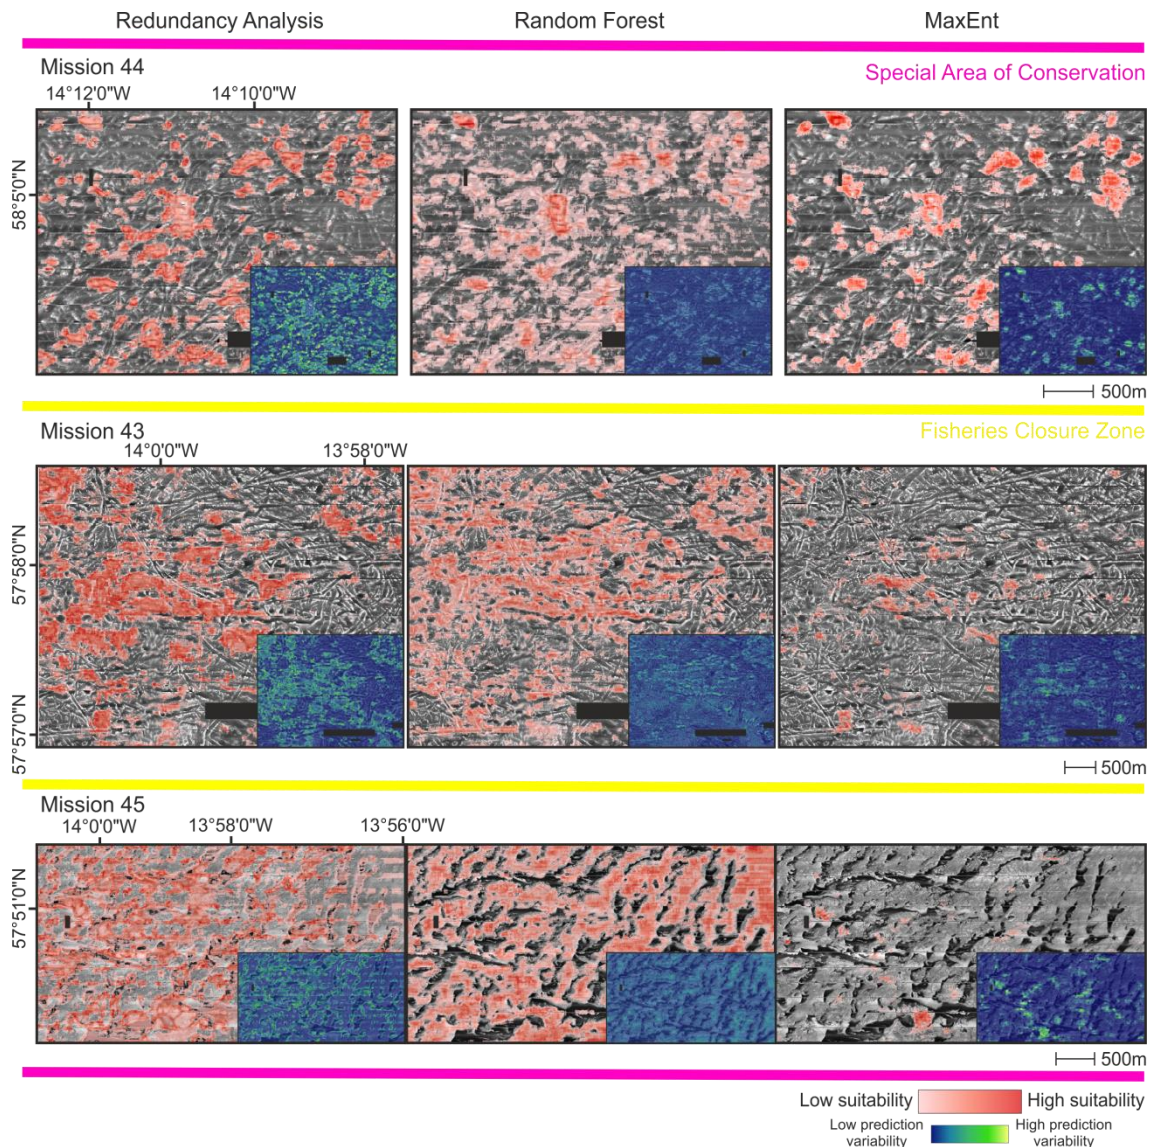 Redundancy Analysis Random Forest MaxEnt
Mission 44 Special Area of Conservation
14°12'0"W 14°10'0"W
58°5'0"N
500m
Mission 43 Fisheries Closure Zone
14°0'0"W 13°58'0"W
57°58'0"N
57°57'0"N
500m
Mission 45
14°0'0"W 13°58'0"W 13°56'0"W
57°51'0"N
500m
Low suitability High suitability
Low prediction variability High prediction variability